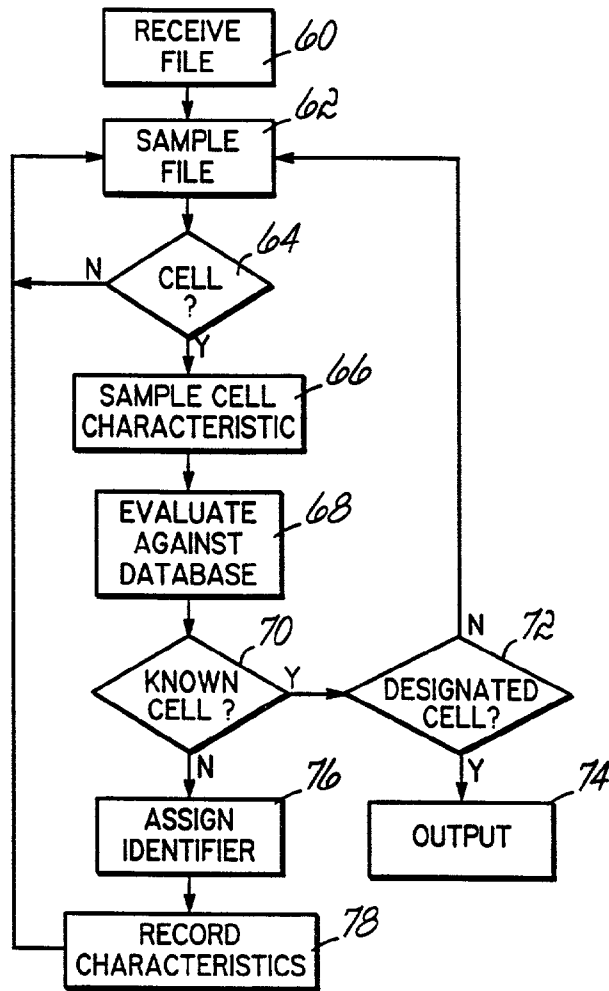 RECEIVE
FILE
60
SAMPLE
FILE
62
CELL
?
64
N
Y
SAMPLE CELL
CHARACTERISTIC
66
EVALUATE
AGAINST
DATABASE
68
KNOWN
CELL ?
70
Y
N
DESIGNATED
CELL?
72
N
Y
OUTPUT
74
ASSIGN
IDENTIFIER
76
RECORD
CHARACTERISTICS
78